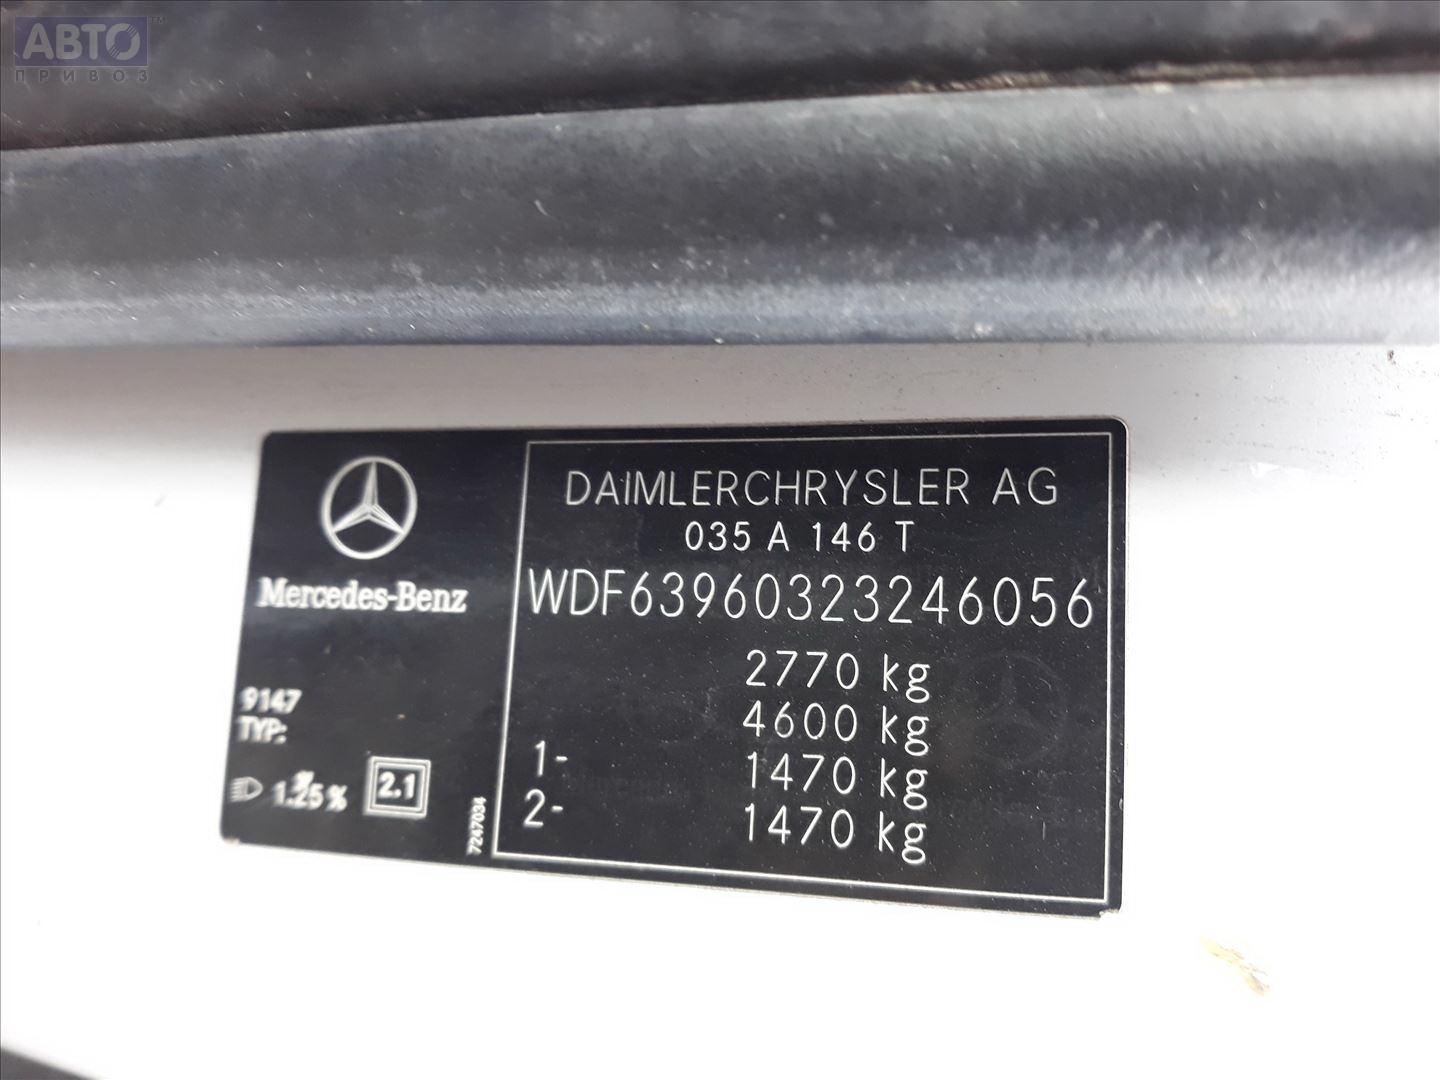 АВТО™
ПРИВОЗ
DAIMLERCHRYSLER AG
035 A 146 T
WDF63960323246056
2770 kg
4600 kg
1- 1470 kg
2- 1470 kg
Mercedes-Benz
9147
TYP:
1.25 %
2.1
7247034